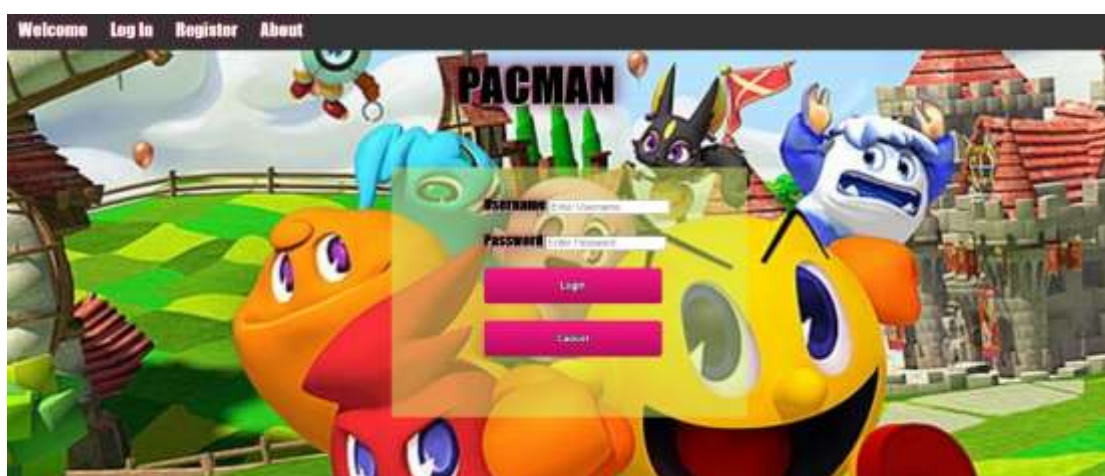 Welcome Log In Register About
PACMAN
Username Enter Username
Password Enter Password
Login
Cancel